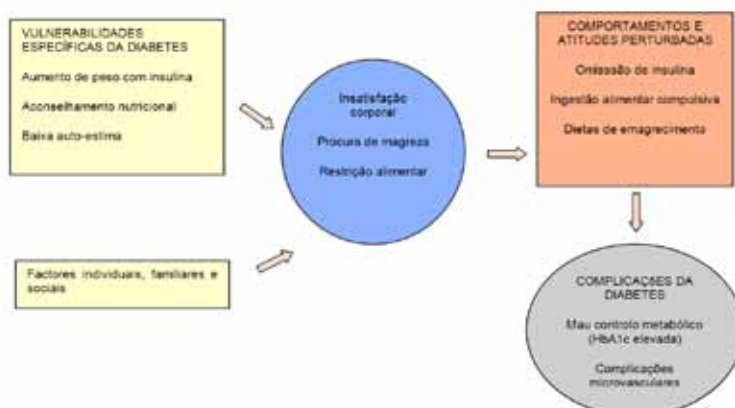 VULNERABILIDADES
ESPECÍFICAS DA DIABETES
Aumento de peso com insulina
Aconselhamento nutricional
Baixa auto-estima
Factores individuais, familiares e
sociais
Insatisfação
corporal
Procura de magreza
Restrição alimentar
COMPORTAMENTOS E
ATITUDES PERTURBADAS
Omissão de insulina
Ingestão alimentar compulsiva
Dietas de emagrecimento
COMPLICAÇÕES DA
DIABETES
Mau controlo metabólico
(HbA1c elevada)
Complicações
microvasculares